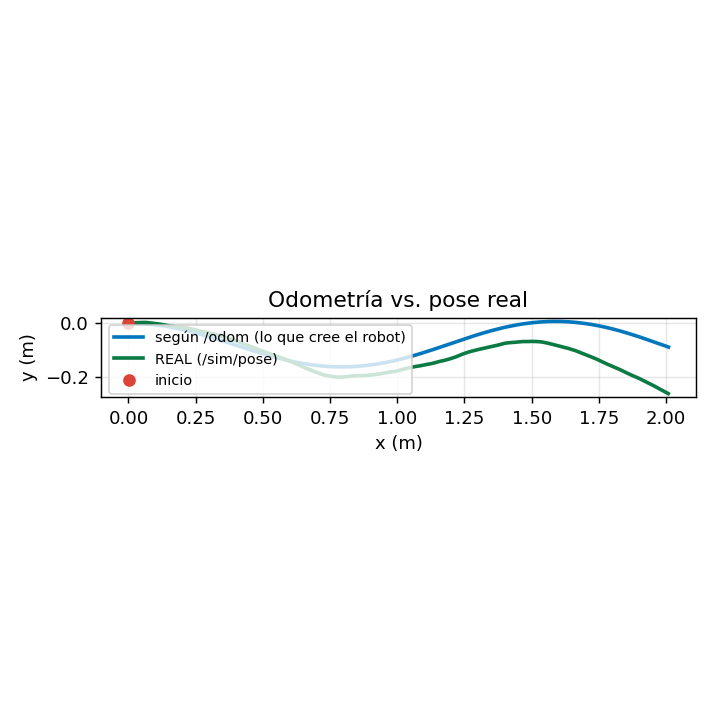 Odometría vs. pose real
y (m)
0.0
−0.2
según /odom (lo que cree el robot)
REAL (/sim/pose)
inicio
0.00 0.25 0.50 0.75 1.00 1.25 1.50 1.75 2.00
x (m)